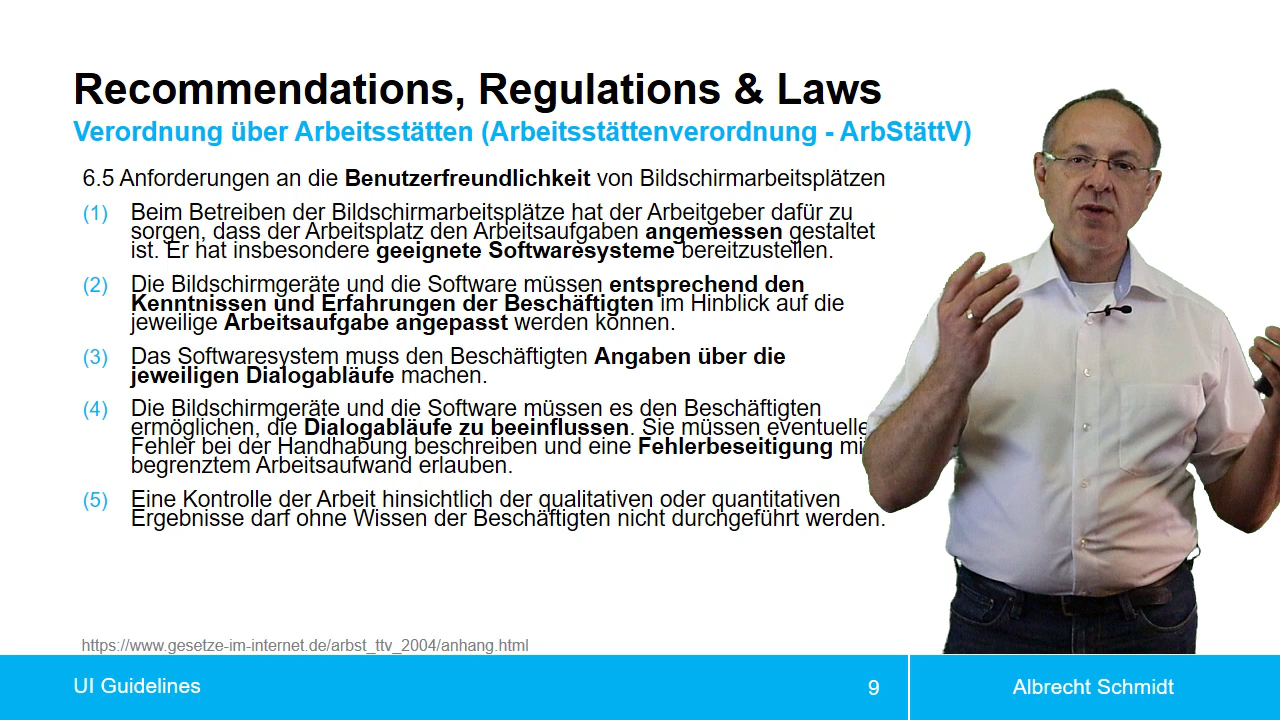 Recommendations, Regulations & Laws
Verordnung über Arbeitsstätten (Arbeitsstättenverordnung - ArbStättV)
6.5 Anforderungen an die Benutzerfreundlichkeit von Bildschirmarbeitsplätzen
(1) Beim Betreiben der Bildschirmarbeitsplätze hat der Arbeitgeber dafür zu
sorgen, dass der Arbeitsplatz den Arbeitsaufgaben angemessen gestaltet
ist. Er hat insbesondere geeignete Softwaresysteme bereitzustellen.
(2) Die Bildschirmgeräte und die Software müssen entsprechend den
Kenntnissen und Erfahrungen der Beschäftigten im Hinblick auf die
jeweilige Arbeitsaufgabe angepasst werden können.
(3) Das Softwaresystem muss den Beschäftigten Angaben über die
jeweiligen Dialogabläufe machen.
(4) Die Bildschirmgeräte und die Software müssen es den Beschäftigten
ermöglichen, die Dialogabläufe zu beeinflussen. Sie müssen eventuelle
Fehler bei der Handhabung beschreiben und eine Fehlerbeseitigung
begrenztem Arbeitsaufwand erlauben.
(5) Eine Kontrolle der Arbeit hinsichtlich der qualitativen oder quantitativen
Ergebnisse darf ohne Wissen der Beschäftigten nicht durchgeführt werden.
https://www.gesetze-im-internet.de/arbst_ttv_2004/anhang.html
UI Guidelines
9
Albrecht Schmidt